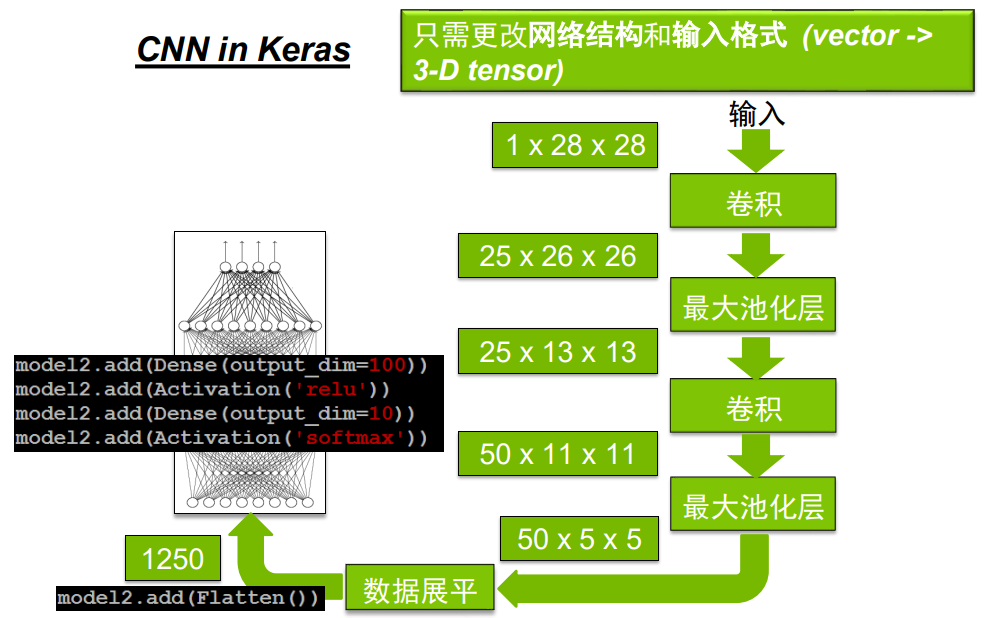 CNN in Keras
只需更改网络结构和输入格式 (vector ->
3-D tensor)
输入
1 x 28 x 28
卷积
25 x 26 x 26
最大池化层
25 x 13 x 13
卷积
50 x 11 x 11
最大池化层
50 x 5 x 5
数据展平
model2.add(Flatten())
1250
model2.add(Dense(output_dim=100))
model2.add(Activation('relu'))
model2.add(Dense(output_dim=10))
model2.add(Activation('softmax'))